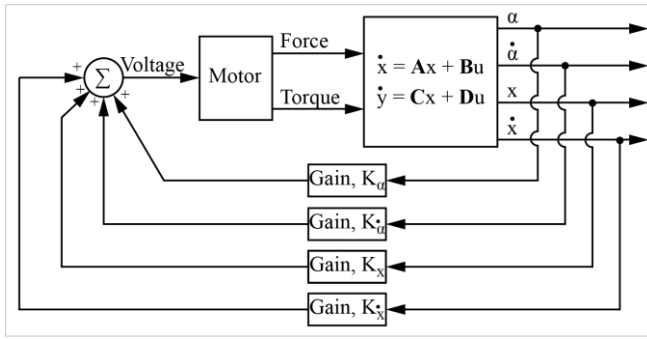 α
Force
α̇
+
Voltage
Motor
ẋ = Ax + Bu
+
Σ
+
+
+
Torque
ẏ = Cx + Du
x
ẋ
Gain, Kα
Gain, Kα̇
Gain, Kx
Gain, Kẋ